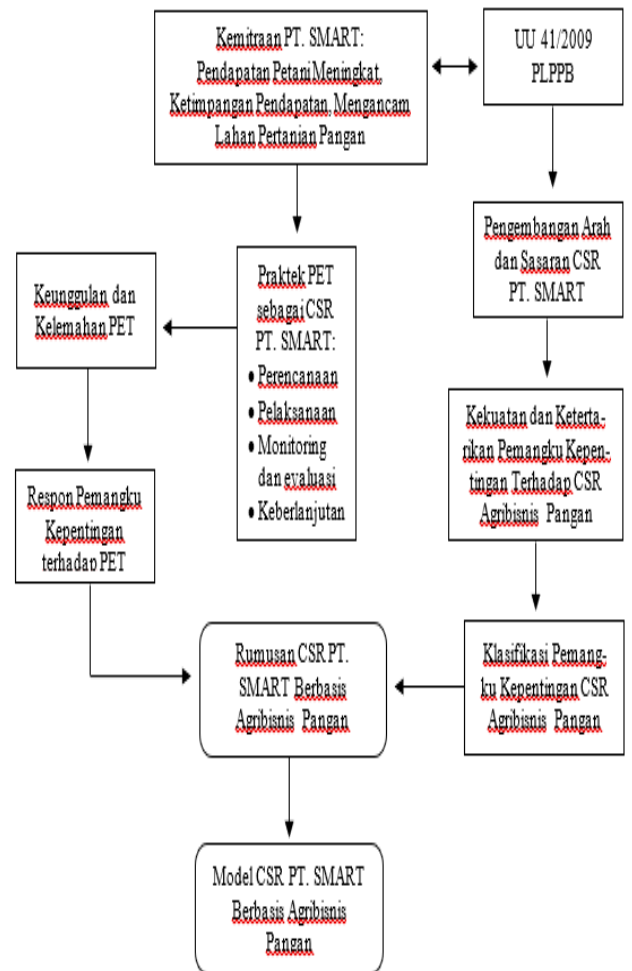 Kemitraan PT. SMART:
Pendapatan Petani Meningkat,
Ketimpangan Pendapatan, Mengancam
Lahan Pertanian Pangan
UU 41/2009
PLPPB
Pengembangan Arah
dan Sasaran CSR
PT. SMART
Keunggulan dan
Kelemahan PET
Praktek PET
sebagai CSR
PT. SMART:
• Perencanaan
• Pelaksanaan
• Monitoring
dan evaluasi
• Keberlanjutan
Kekuatan dan Keterta-
rikan Pemangku Kepen-
tingan Terhadap CSR
Agribisnis Pangan
Respon Pemangku
Kepentingan
terhadap PET
Rumusan CSR PT.
SMART Berbasis
Agribisnis Pangan
Klasifikasi Pemang-
ku Kepentingan CSR
Agribisnis Pangan
Model CSR PT. SMART
Berbasis Agribisnis
Pangan